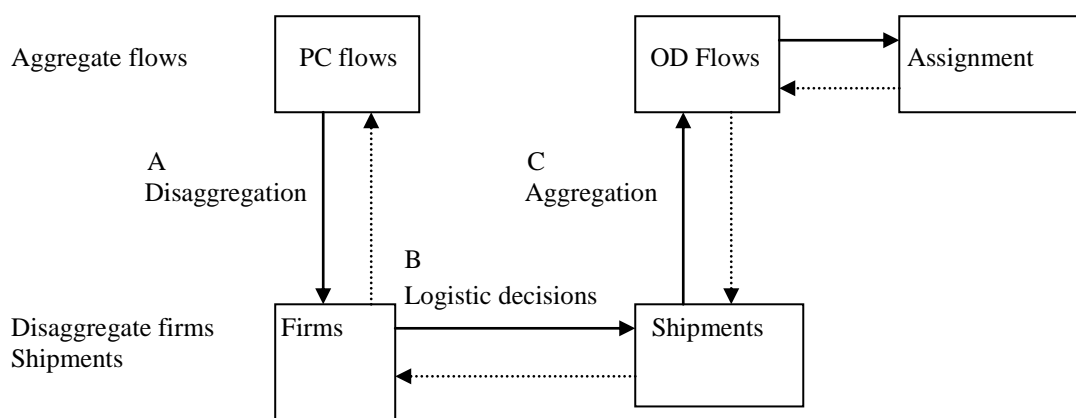 Aggregate flows
PC flows
OD Flows
Assignment
A
Disaggregation
C
Aggregation
B
Logistic decisions
Disaggregate firms
Shipments
Firms
Shipments